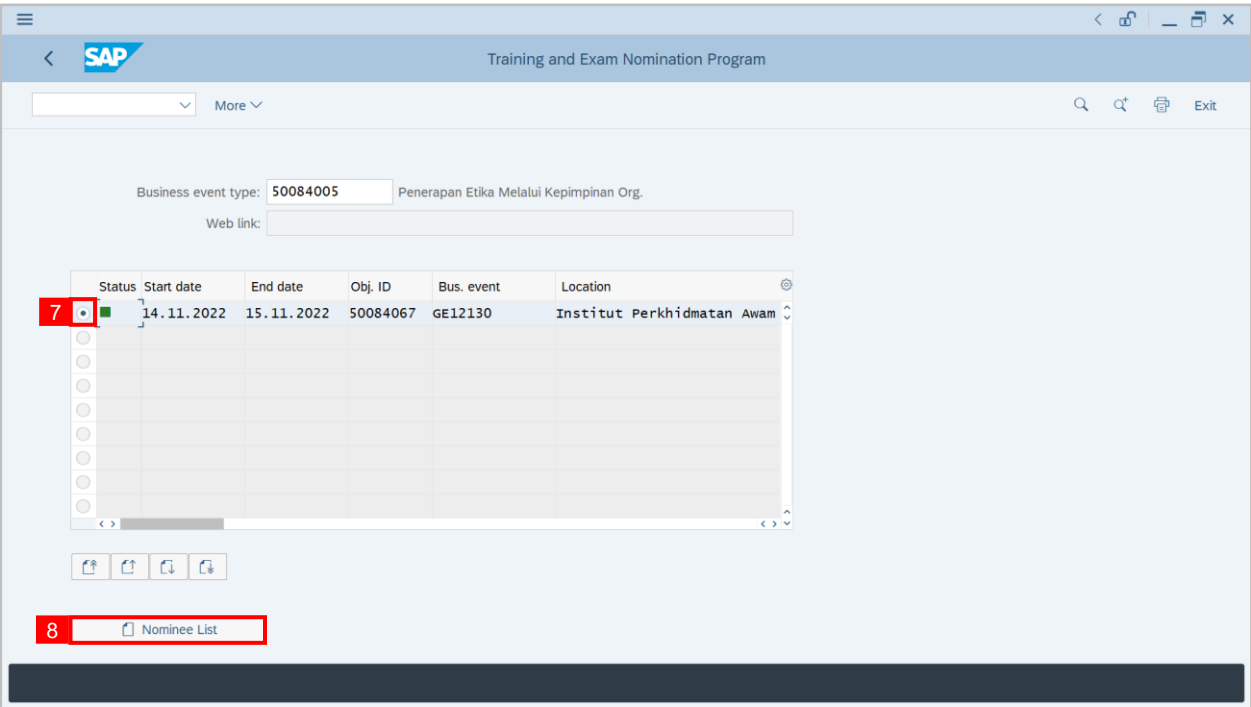 SAP
Training and Exam Nomination Program
More
Exit
Business event type: 50084005 Penerapan Etika Melalui Kepimpinan Org.
Web link:
Status Start date End date Obj. ID Bus. event Location
7 14.11.2022 15.11.2022 50084067 GE12130 Institut Perkhidmatan Awam
8 Nominee List